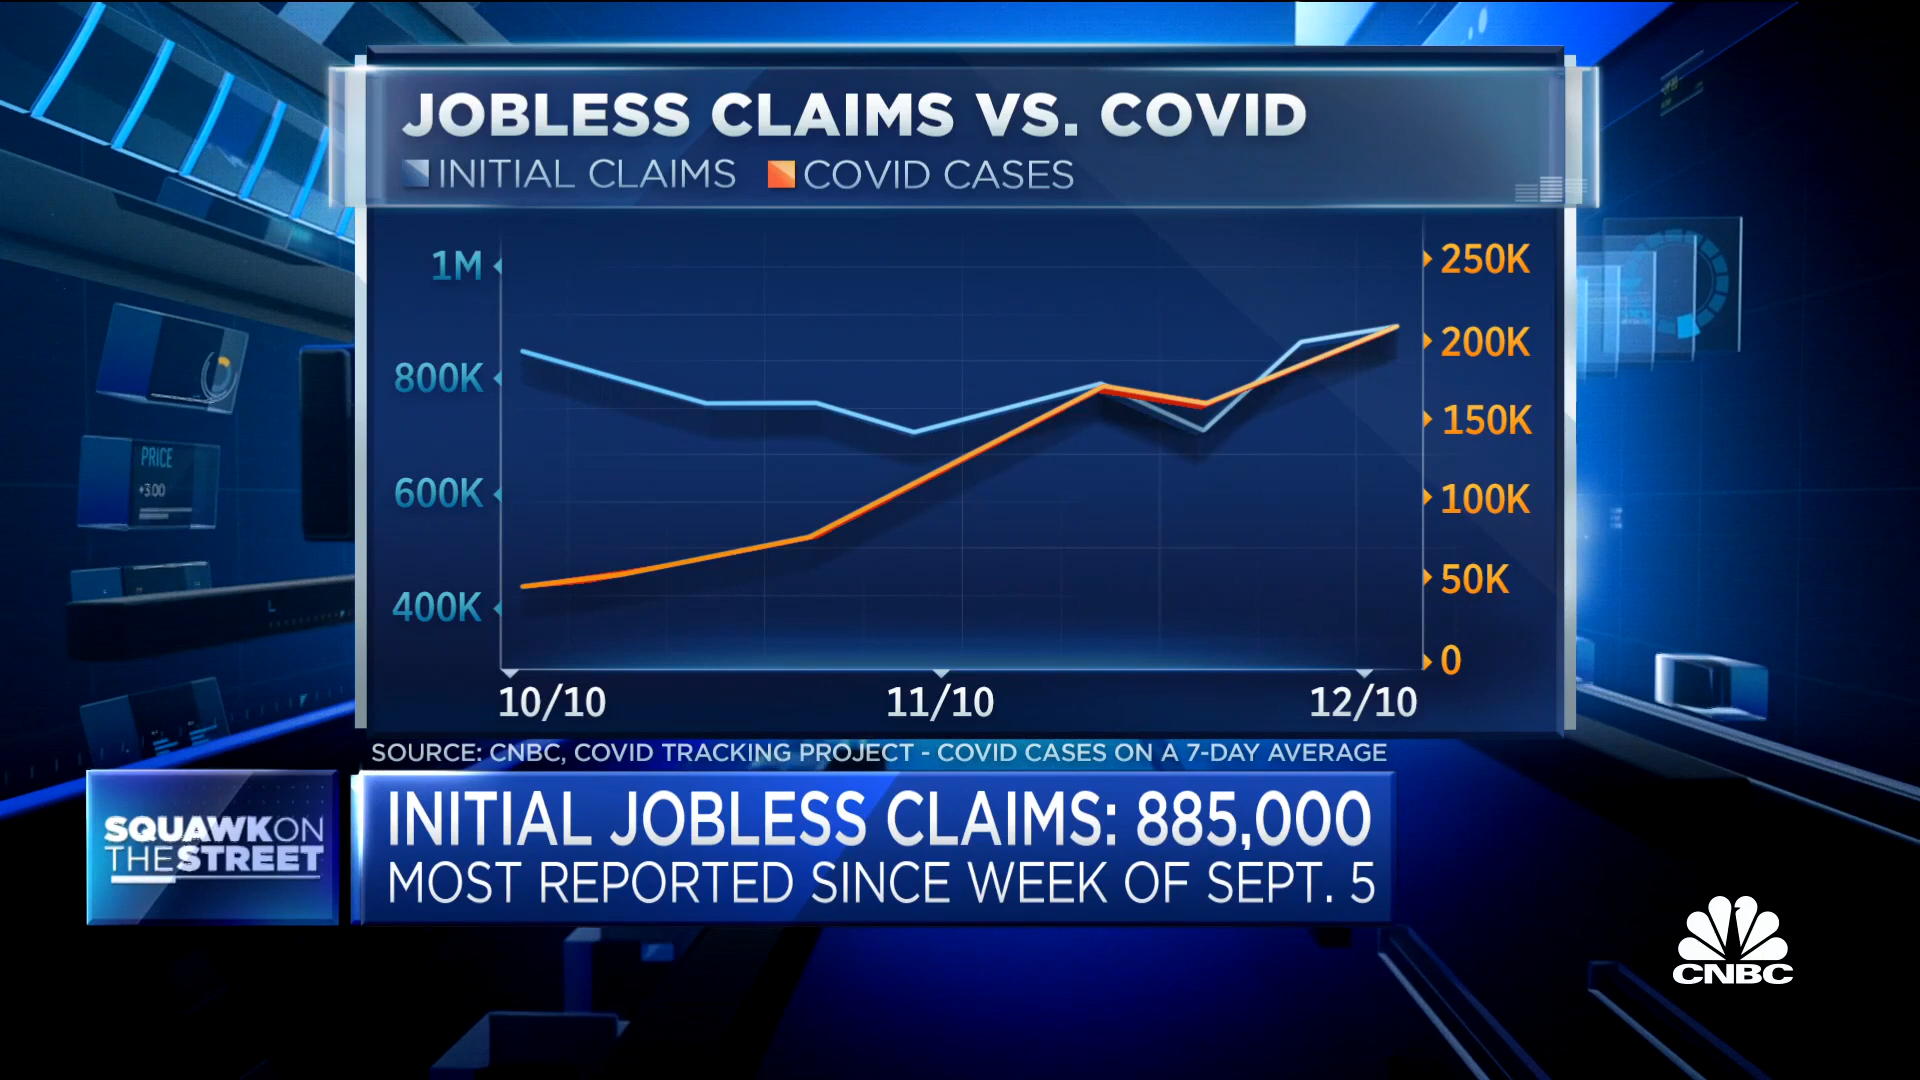 JOBLESS CLAIMS VS. COVID
INITIAL CLAIMS COVID CASES
1M
800K
600K
400K
250K
200K
150K
100K
50K
0
10/10 11/10 12/10
SOURCE: CNBC, COVID TRACKING PROJECT - COVID CASES ON A 7-DAY AVERAGE
SQUAWK ON
THE STREET
INITIAL JOBLESS CLAIMS: 885,000
MOST REPORTED SINCE WEEK OF SEPT. 5
PRICE
+3.00
L
CNBC